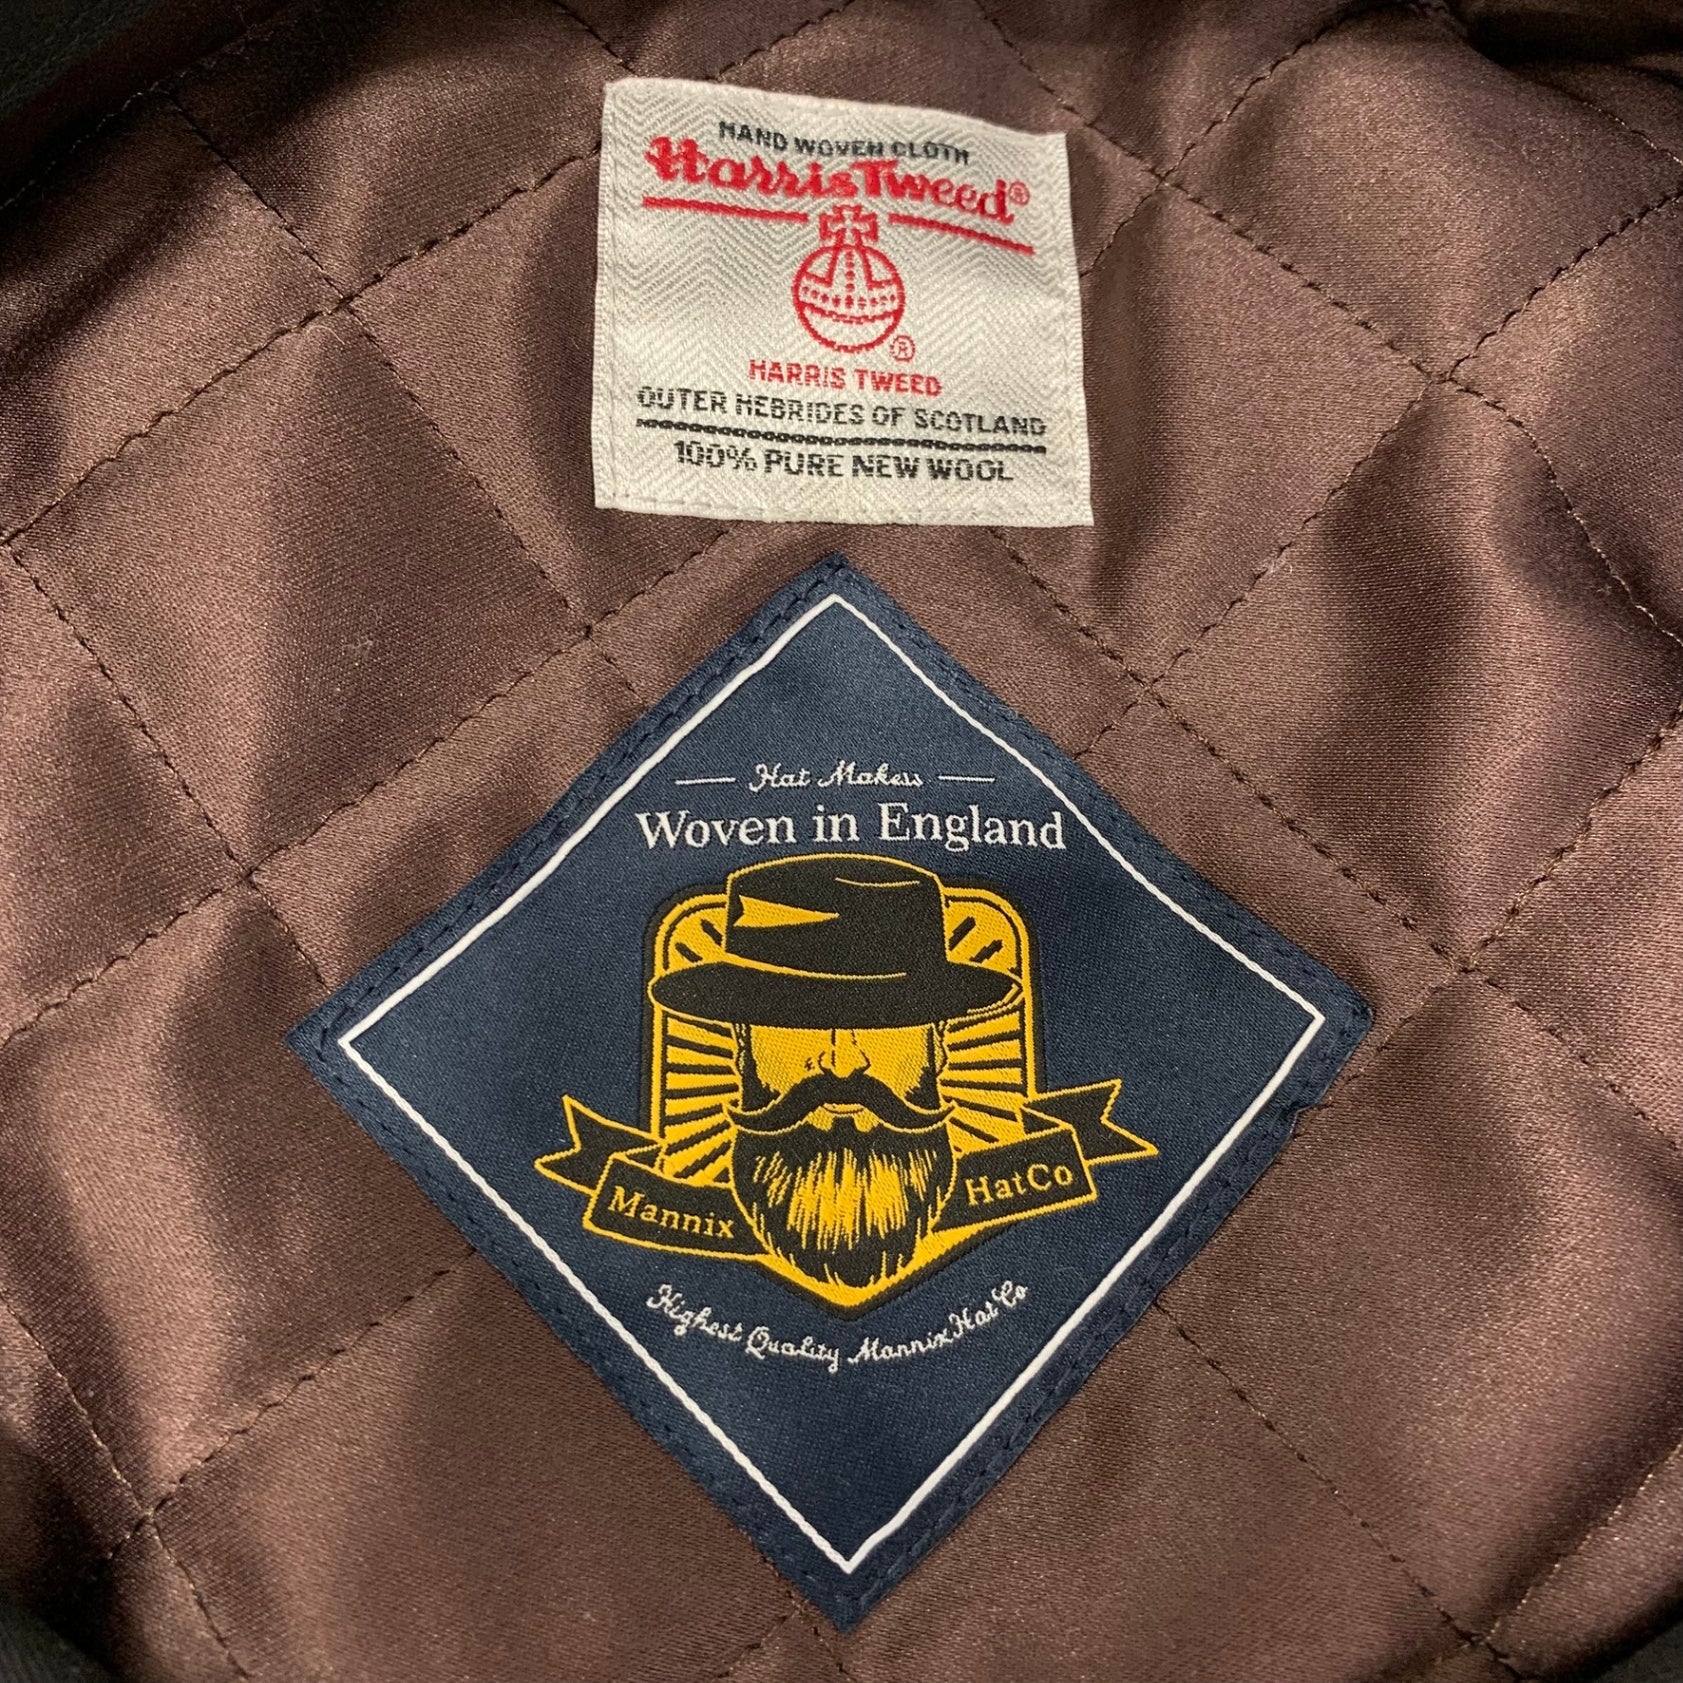 HAND WOVEN CLOTH
Harris Tweed®
®
HARRIS TWEED
OUTER HEBRIDES OF SCOTLAND
100% PURE NEW WOOL
Hat Makers
Woven in England
Mannix HatCo
Highest Quality Mannix Hat Co